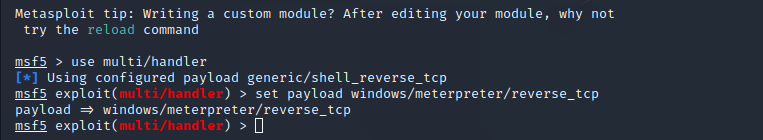 Metasploit tip: Writing a custom module? After editing your module, why not
try the reload command
msf5 > use multi/handler
[*] Using configured payload generic/shell_reverse_tcp
msf5 exploit(multi/handler) > set payload windows/meterpreter/reverse_tcp
payload => windows/meterpreter/reverse_tcp
msf5 exploit(multi/handler) >